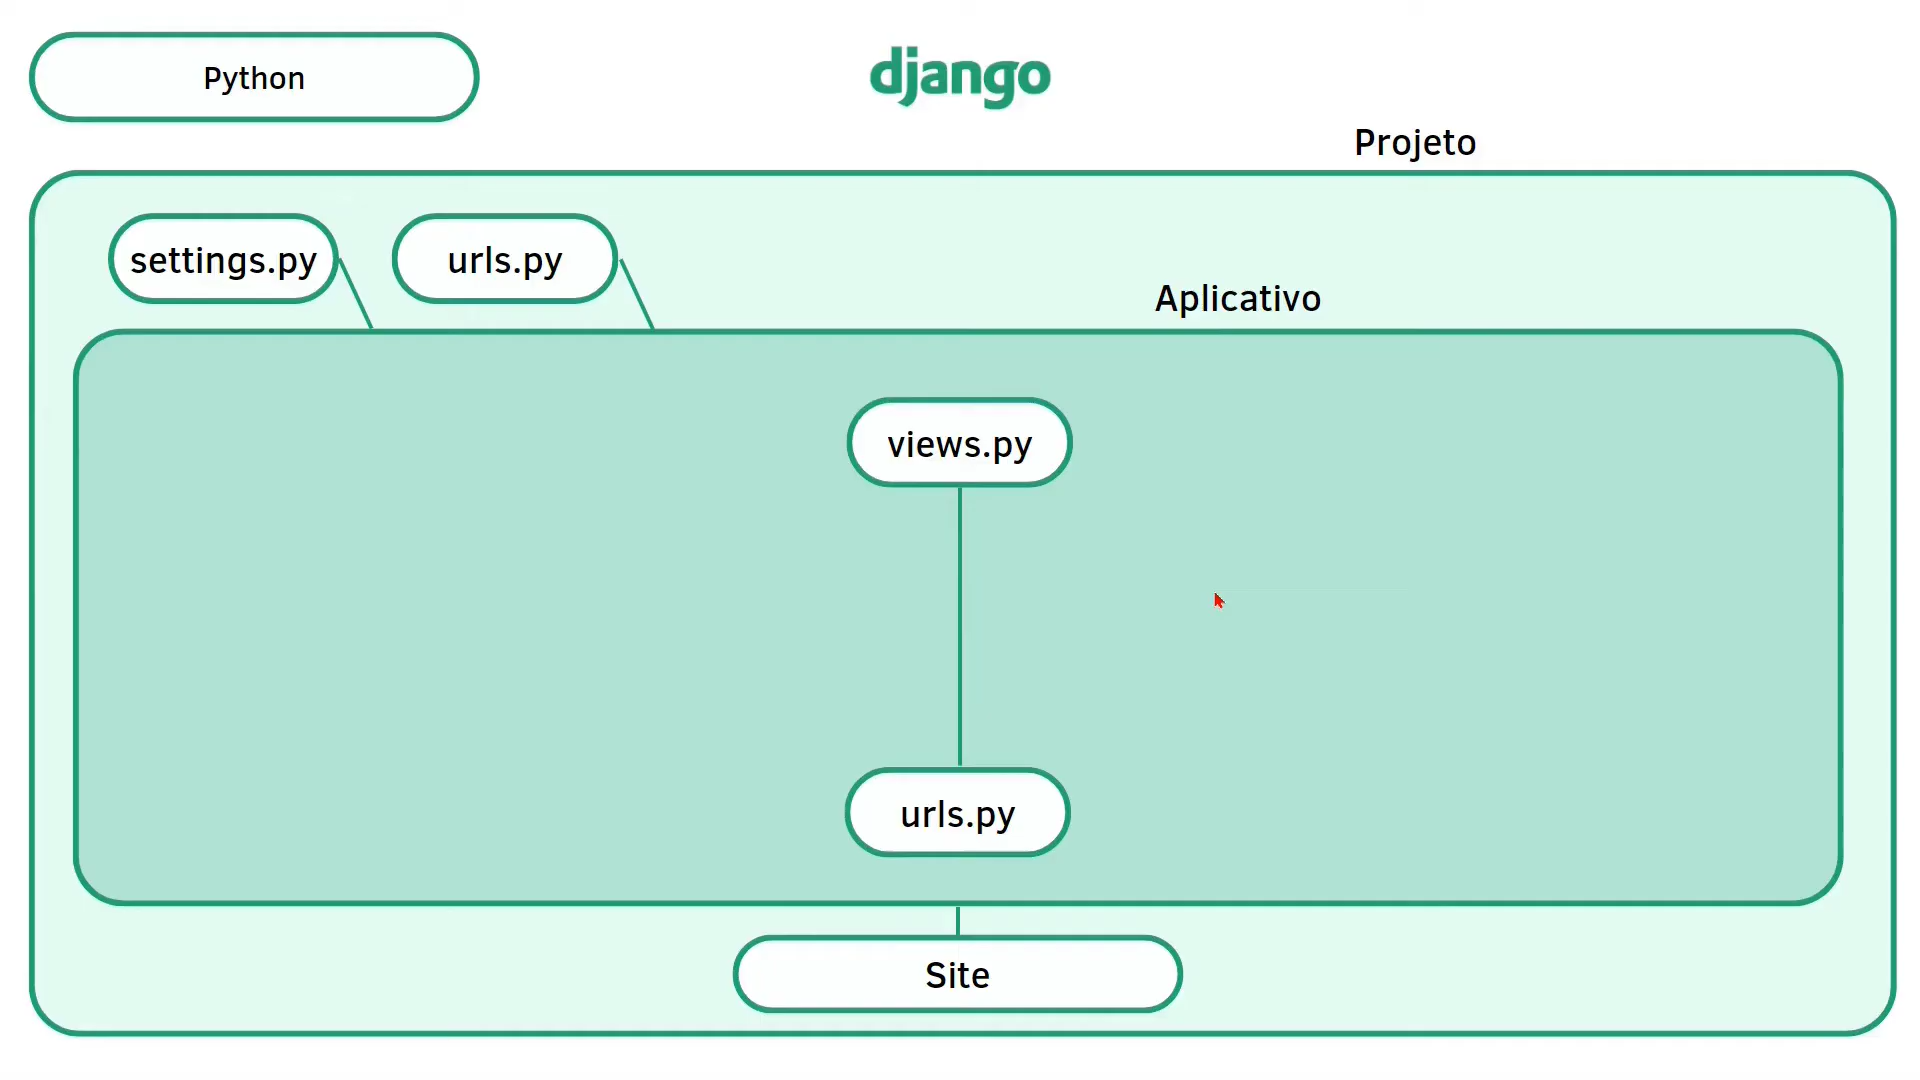 Python
django
Projeto
settings.py
urls.py
Aplicativo
views.py
urls.py
Site